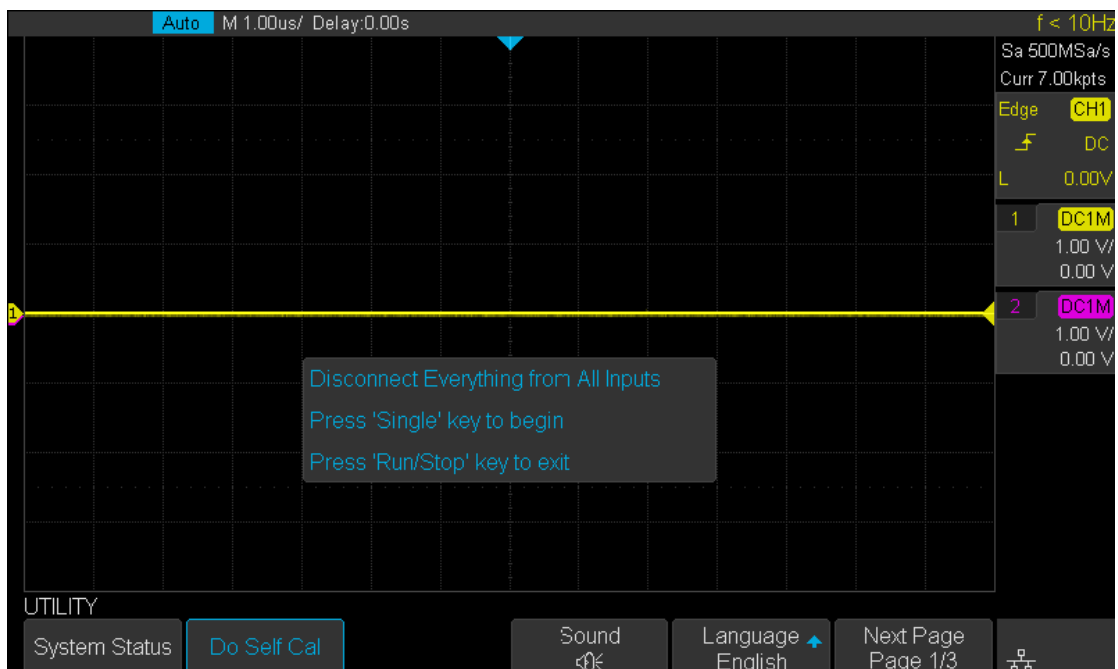 Auto M 1.00us/ Delay:0.00s f < 10Hz
Sa 500MSa/s
Curr 7.00kpts
Edge CH1
DC
L 0.00V
1 DC1M
1.00 V/
0.00 V
1
2 DC1M
1.00 V/
0.00 V
Disconnect Everything from All Inputs
Press 'Single' key to begin
Press 'Run/Stop' key to exit
UTILITY
System Status
Do Self Cal
Sound
Language
English
Next Page
Page 1/3